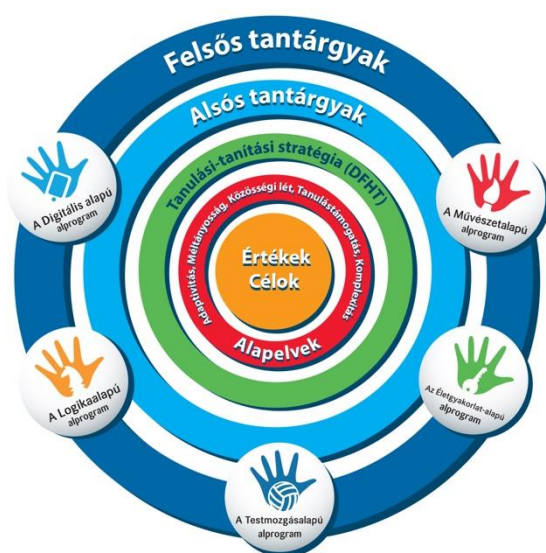 Felsős tantárgyak
Alsós tantárgyak
Tanulási-tanítási stratégia (DFHT)
Adaptivitás, Méltányosság, Közösségi lét, Tanulástámogatás, Komplexitás
Értékek
Célok
Alapelvek
A Digitális alapú
alprogram
A Művészetalapú
alprogram
A Logikaalapú
alprogram
Az Életgyakorlat-alapú
alprogram
A Testmozgásalapú
alprogram